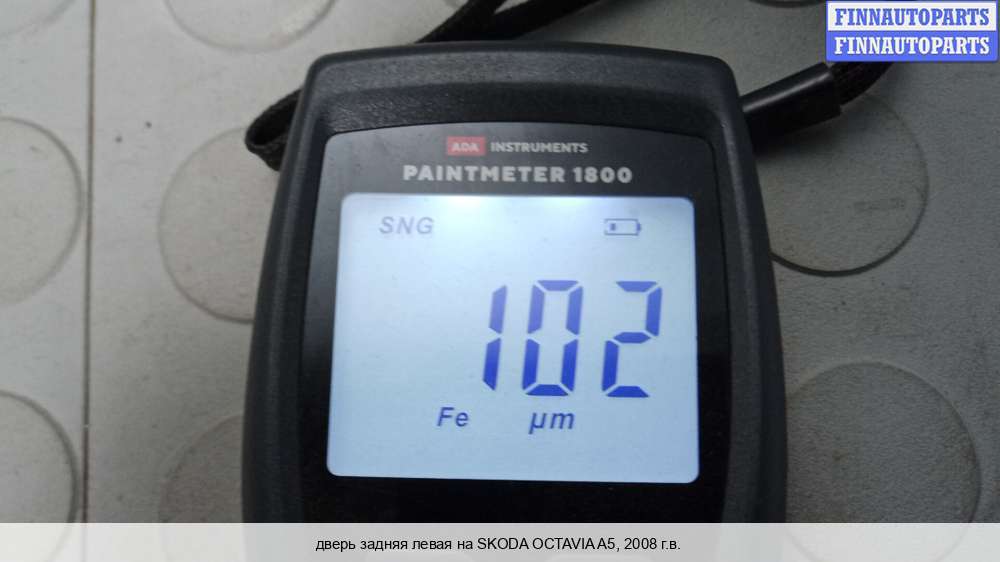 FINNAUTOPARTS
FINNAUTOPARTS
ADA INSTRUMENTS
PAINTMETER 1800
SNG
102
Fe µm
дверь задняя левая на SKODA OCTAVIA A5, 2008 г.в.